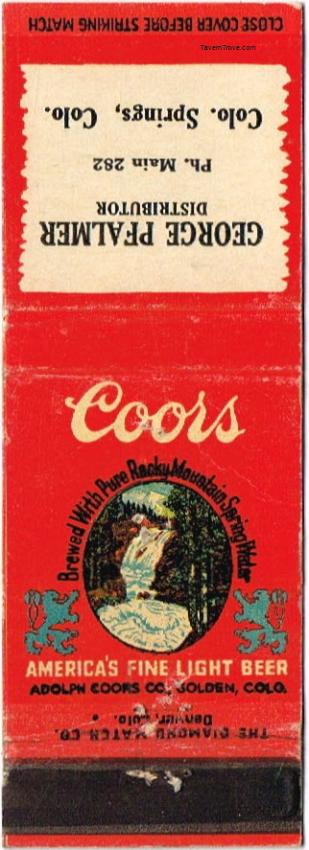 CLOSE COVER BEFORE STRIKING MATCH
TavernTrove.com
GEORGE PFALMER
DISTRIBUTOR
Ph. Main 282
Colo. Springs, Colo.
Coors
Brewed With Pure Rocky Mountain Spring Water
AMERICA'S FINE LIGHT BEER
ADOLPH COORS CO., GOLDEN, COLO.
THE DIAMOND MATCH CO.
Denver, Colo.